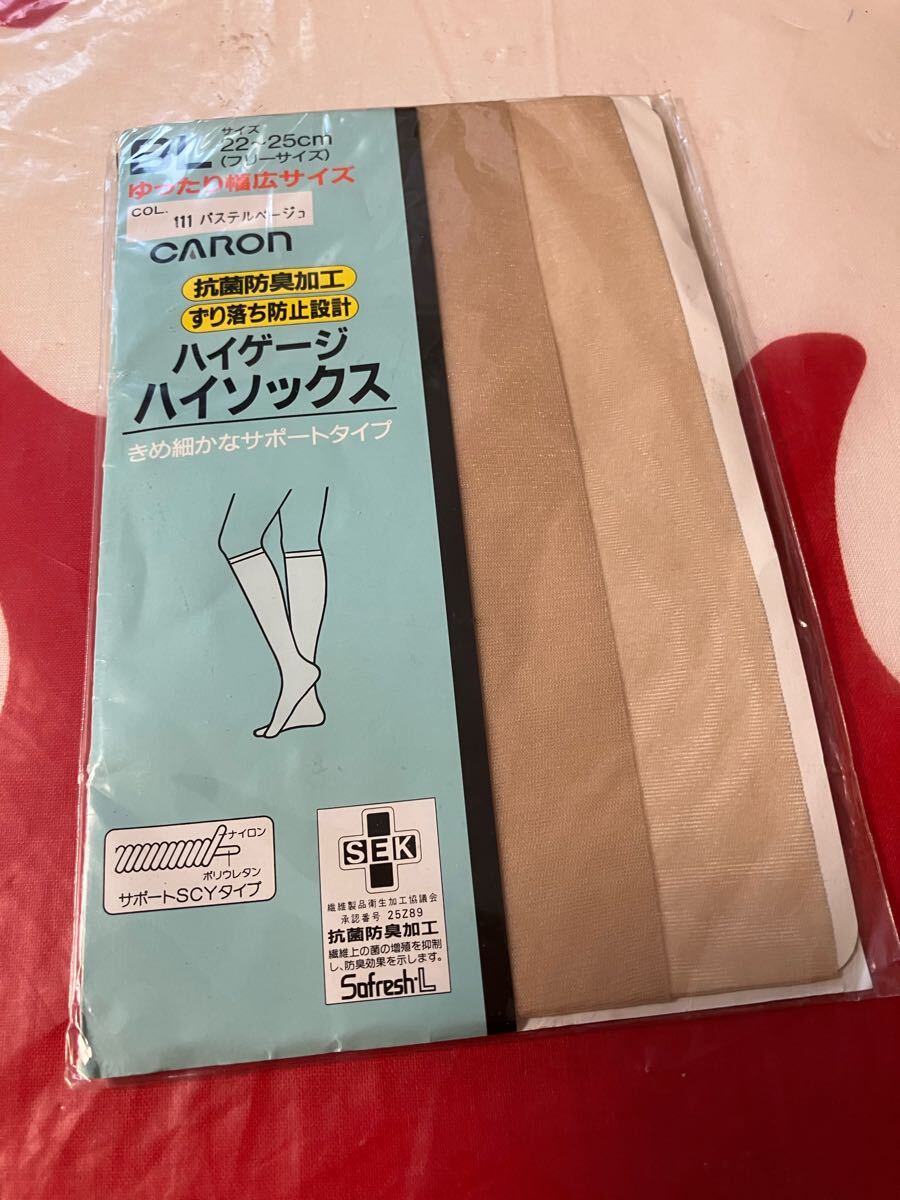 BL サイズ
22~25cm
(フリーサイズ)
ゆったり幅広サイズ
COL.
111 パステルベージュ
CARON
抗菌防臭加工
ずり落ち防止設計
ハイゲージ
ハイソックス
きめ細かなサポートタイプ
ナイロン
ポリウレタン
サポートSCYタイプ
SEK
繊維製品衛生加工協議会
承認番号 25Z89
抗菌防臭加工
繊維上の菌の増殖を抑制
し、防臭効果を示します。
Sofresh-L